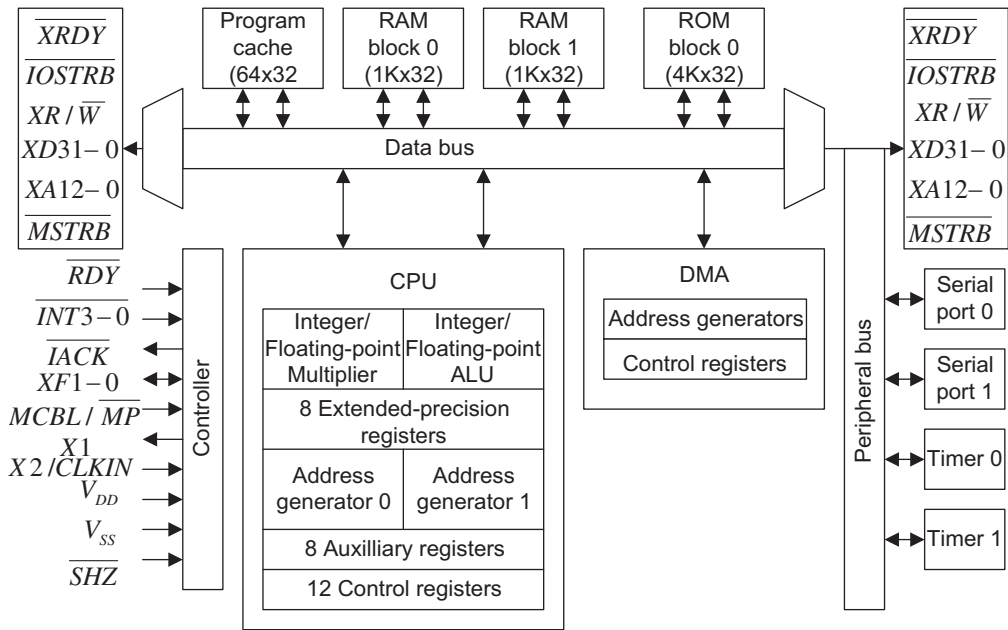 XRDY
IOSTRB
XR / W
XD31– 0
XA12–0
MSTRB
Program
cache
(64x32
RAM
block 0
(1Kx32)
RAM
block 1
(1Kx32)
ROM
block 0
(4Kx32)
XRDY
IOSTRB
XR / W
XD31– 0
XA12–0
MSTRB
Data bus
RDY
INT3–0
IACK
XF1–0
MCBL / MP
X1
X2 /CLKIN
VDD
VSS
SHZ
Controller
CPU
Integer/
Floating-point
Multiplier
Integer/
Floating-point
ALU
8 Extended-precision
registers
Address
generator 0
Address
generator 1
8 Auxilliary registers
12 Control registers
DMA
Address generators
Control registers
Peripheral bus
Serial
port 0
Serial
port 1
Timer 0
Timer 1